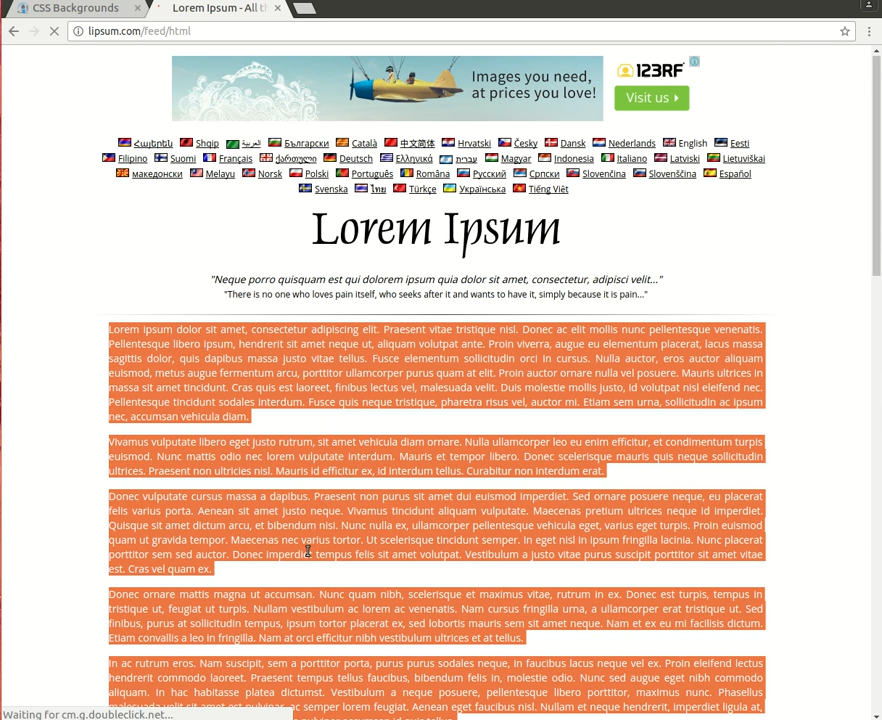 CSS Backgrounds
Lorem Ipsum - All t
lipsum.com/feed/html
Images you need,
at prices you love!
123RF
Visit us
Հայերեն Shqip العربية Български Català 中文简体 Hrvatski Česky Dansk Nederlands English Eesti
Filipino Suomi Français ქართული Deutsch Ελληνικά עברית Magyar Indonesia Italiano Latviski Lietuviškai
македонски Melayu Norsk Polski Português Româna Pyccкий Српски Slovenčina Slovenščina Español
Svenska ไทย Türkçe Українська Tiếng Việt
Lorem Ipsum
"Neque porro quisquam est qui dolorem ipsum quia dolor sit amet, consectetur, adipisci velit..."
"There is no one who loves pain itself, who seeks after it and wants to have it, simply because it is pain..."
Lorem ipsum dolor sit amet, consectetur adipiscing elit. Praesent vitae tristique nisl. Donec ac elit mollis nunc pellentesque venenatis.
Pellentesque libero ipsum, hendrerit sit amet neque ut, aliquam volutpat ante. Proin viverra, augue eu elementum placerat, lacus massa
sagittis dolor, quis dapibus massa justo vitae tellus. Fusce elementum sollicitudin orci in cursus. Nulla auctor, eros auctor aliquam
euismod, metus augue fermentum arcu, porttitor ullamcorper purus quam at elit. Proin auctor ornare nulla vel posuere. Mauris ultrices in
massa sit amet tincidunt. Cras quis est laoreet, finibus lectus vel, malesuada velit. Duis molestie mollis justo, id volutpat nisl eleifend nec.
Pellentesque tincidunt sodales interdum. Fusce quis neque tristique, pharetra risus vel, auctor mi. Etiam sem urna, sollicitudin ac ipsum
nec, accumsan vehicula diam.
Vivamus vulputate libero eget justo rutrum, sit amet vehicula diam ornare. Nulla ullamcorper leo eu enim efficitur, et condimentum turpis
euismod. Nunc mattis odio nec lorem vulputate interdum. Mauris et tempor libero. Donec scelerisque mauris quis neque sollicitudin
ultrices. Praesent non ultricies nisl. Mauris id efficitur ex, id interdum tellus. Curabitur non interdum erat.
Donec vulputate cursus massa a dapibus. Praesent non purus sit amet dui euismod imperdiet. Sed ornare posuere neque, eu placerat
felis varius porta. Aenean sit amet justo neque. Vivamus tincidunt aliquam vulputate. Maecenas pretium ultrices neque id imperdiet.
Quisque sit amet dictum arcu, et bibendum nisi. Nunc nulla ex, ullamcorper pellentesque vehicula eget, varius eget turpis. Proin euismod
quam ut gravida tempor. Maecenas nec varius tortor. Ut scelerisque tincidunt semper. In eget nisl in ipsum fringilla lacinia. Nunc placerat
porttitor sem sed auctor. Donec imperdiet tempus felis sit amet volutpat. Vestibulum a justo vitae purus suscipit porttitor sit amet vitae
est. Cras vel quam ex.
Donec ornare mattis magna ut accumsan. Nunc quam nibh, scelerisque et maximus vitae, rutrum in ex. Donec est turpis, tempus in
tristique ut, feugiat ut turpis. Nullam vestibulum ac lorem ac venenatis. Nam cursus fringilla urna, a ullamcorper erat tristique ut. Sed
finibus, purus at sollicitudin tempus, ipsum tortor placerat ex, sed lobortis mauris sem sit amet neque. Nam et ex eu mi facilisis dictum.
Etiam convallis a leo in fringilla. Nam at orci efficitur nibh vestibulum ultrices et at tellus.
In ac rutrum eros. Nam suscipit, sem a porttitor porta, purus purus sodales neque, in faucibus lacus neque vel ex. Proin eleifend lectus
hendrerit commodo laoreet. Praesent tempus tellus faucibus, bibendum felis in, molestie odio. Nunc sed augue eget nibh commodo
aliquam. In hac habitasse platea dictumst. Vestibulum a neque posuere, pellentesque libero porttitor, maximus nunc. Phasellus
malesuada velit est pulvinar, ac semper lorem feugiat. Aenean eget faucibus leo. Mauris et neque hendrerit, imperdiet ligula at,
Waiting for cm.g.doubleclick.net...